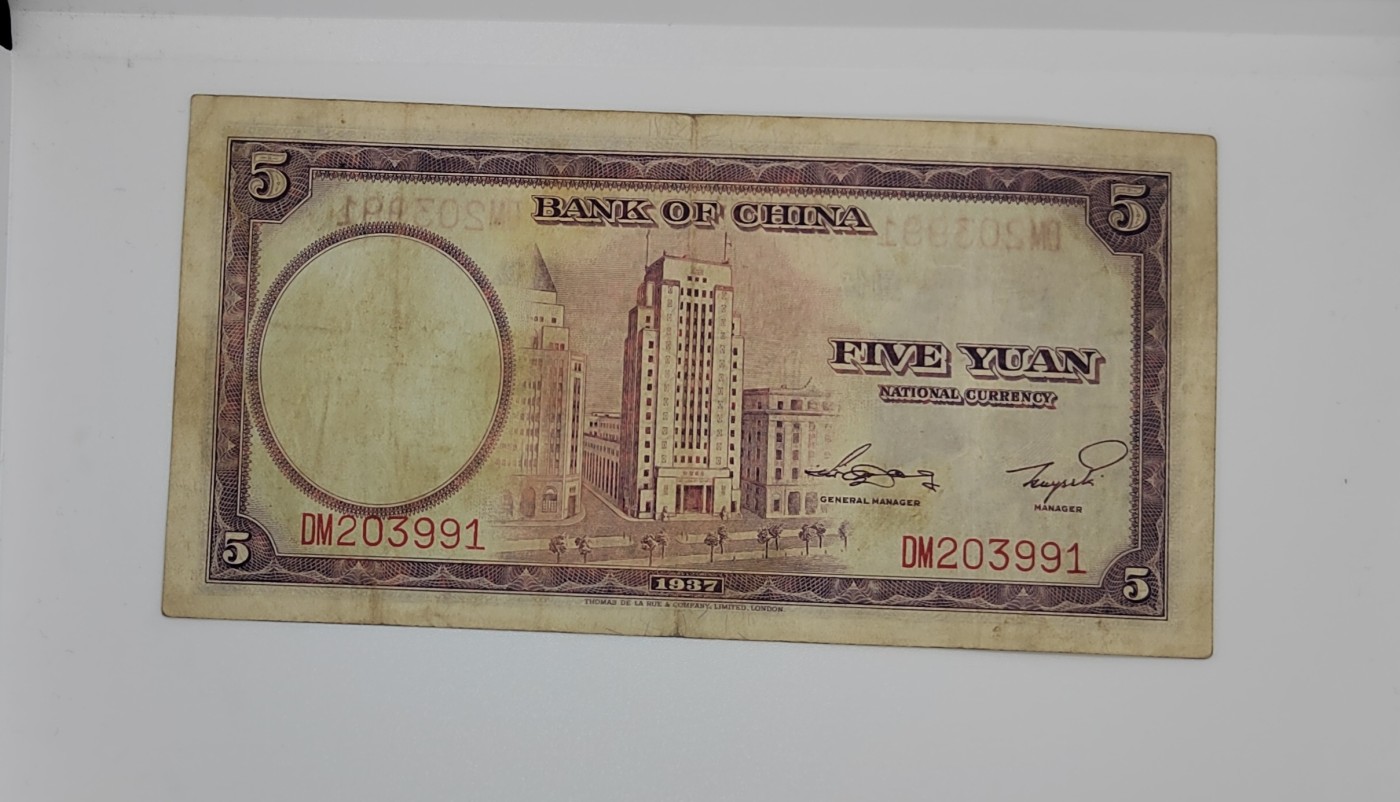 5
5
BANK OF CHINA
FIVE YUAN
NATIONAL CURRENCY
GENERAL MANAGER
MANAGER
DM203991
DM203991
5
1937
5
THOMAS DE LA RUE & COMPANY, LIMITED, LONDON